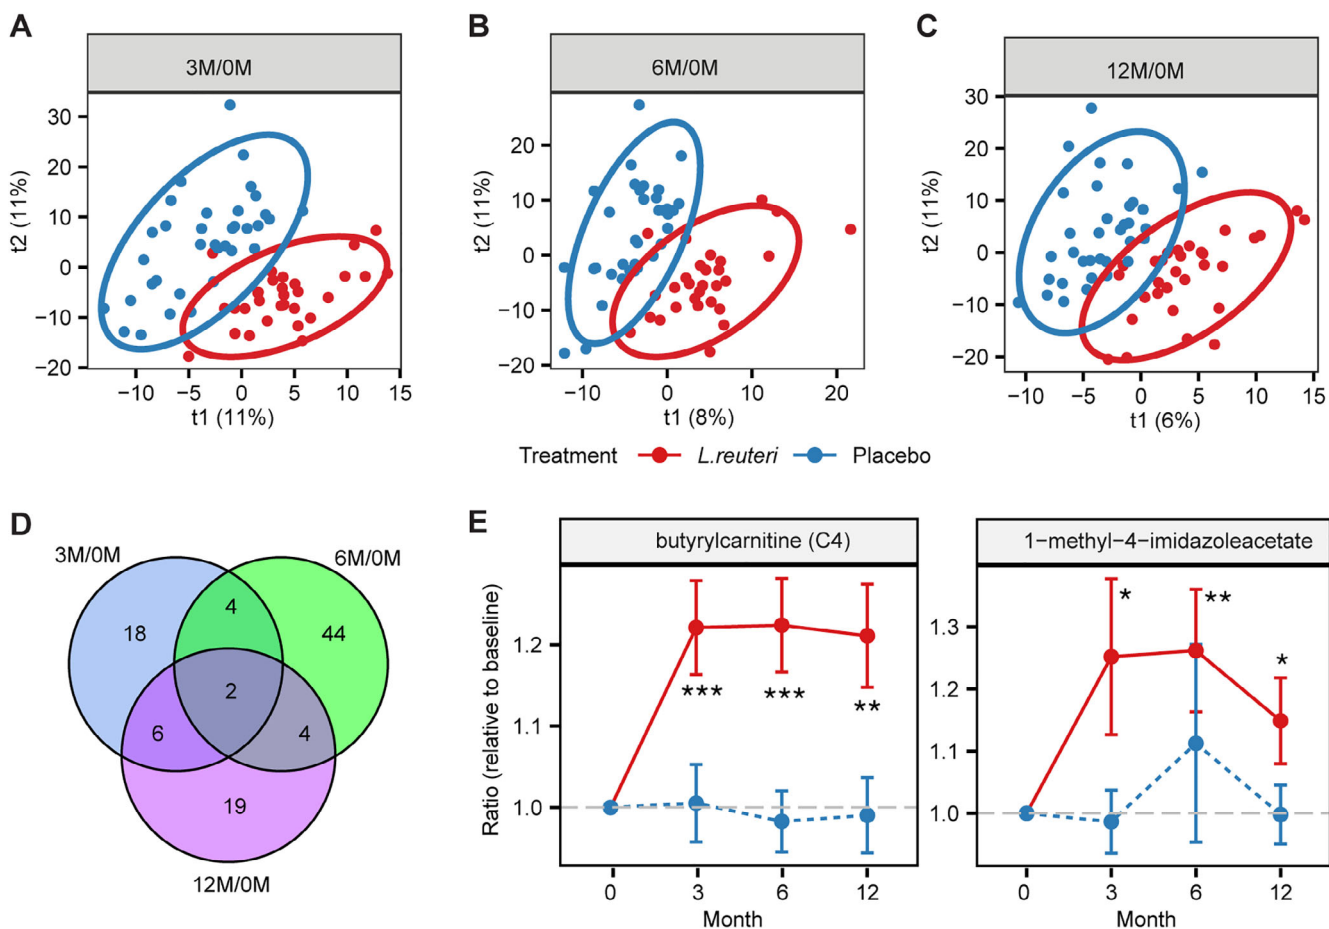 A
3M/0M
t2 (11%)
30
20
10
0
−10
−20
−10
−5
0
5
10
15
t1 (11%)
B
6M/0M
t2 (11%)
20
10
0
−10
−20
−10
0
10
20
t1 (8%)
C
12M/0M
t2 (11%)
30
20
10
0
−10
−20
−10
−5
0
5
10
15
t1 (6%)
Treatment L.reuteri Placebo
D
3M/0M
6M/0M
4
18
44
2
6
4
19
12M/0M
E
butyrylcarnitine (C4)
Ratio (relative to baseline)
1.2
1.1
1.0
***
***
**
0
3
6
12
Month
1−methyl−4−imidazoleacetate
1.3
1.2
1.1
1.0
*
**
*
0
3
6
12
Month